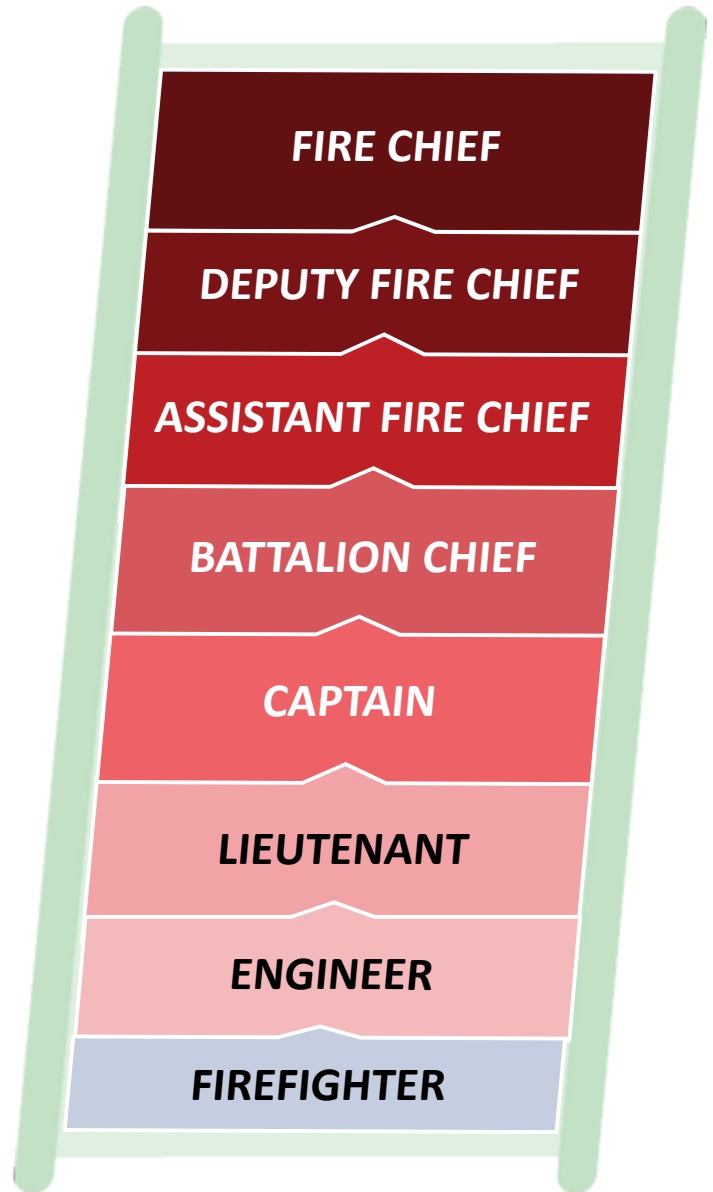 FIRE CHIEF
DEPUTY FIRE CHIEF
ASSISTANT FIRE CHIEF
BATTALION CHIEF
CAPTAIN
LIEUTENANT
ENGINEER
FIREFIGHTER